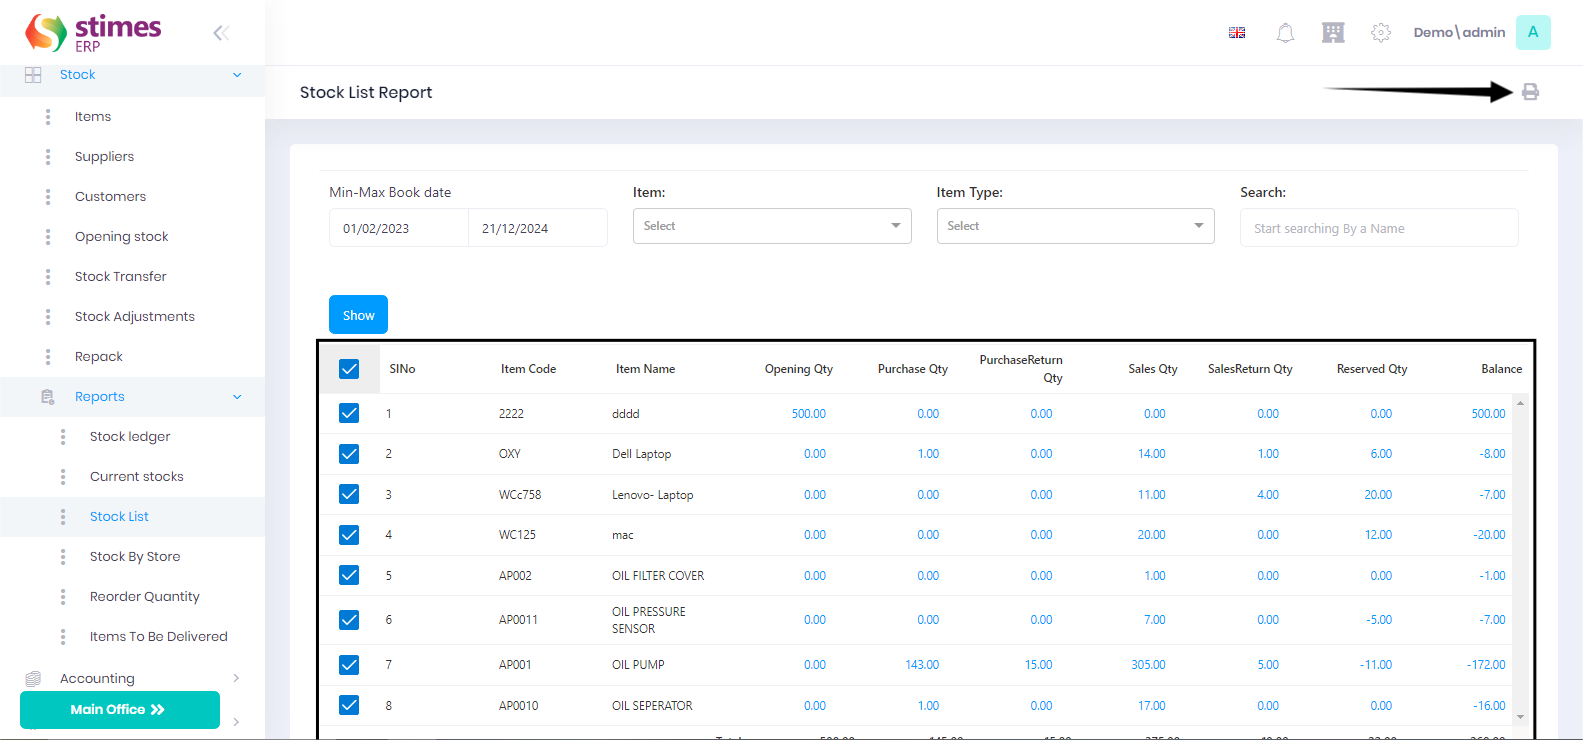 stimes
ERP
Demo\admin
A
Stock
Items
Suppliers
Customers
Opening stock
Stock Transfer
Stock Adjustments
Repack
Reports
Stock ledger
Current stocks
Stock List
Stock By Store
Reorder Quantity
Items To Be Delivered
Accounting
Main Office
Stock List Report
Min-Max Book date Item: Item Type: Search:
01/02/2023 21/12/2024 Select Select Start searching By a Name
Show
SlNo Item Code Item Name Opening Qty Purchase Qty PurchaseReturn Qty Sales Qty SalesReturn Qty Reserved Qty Balance
1 2222 dddd 500.00 0.00 0.00 0.00 0.00 0.00 500.00
2 OXY Dell Laptop 0.00 1.00 0.00 14.00 1.00 6.00 -8.00
3 WCc758 Lenovo- Laptop 0.00 0.00 0.00 11.00 4.00 20.00 -7.00
4 WC125 mac 0.00 0.00 0.00 20.00 0.00 12.00 -20.00
5 AP002 OIL FILTER COVER 0.00 0.00 0.00 1.00 0.00 0.00 -1.00
6 AP0011 OIL PRESSURE SENSOR 0.00 0.00 0.00 7.00 0.00 -5.00 -7.00
7 AP001 OIL PUMP 0.00 143.00 15.00 305.00 5.00 -11.00 -172.00
8 AP0010 OIL SEPERATOR 0.00 1.00 0.00 17.00 0.00 0.00 -16.00